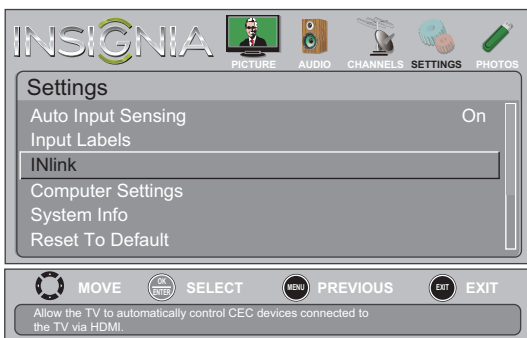 INSIGNIA
PICTURE AUDIO CHANNELS SETTINGS PHOTOS
Settings
Auto Input Sensing On
Input Labels
INlink
Computer Settings
System Info
Reset To Default
MOVE OK ENTER SELECT MENU PREVIOUS EXIT EXIT
Allow the TV to automatically control CEC devices connected to
the TV via HDMI.